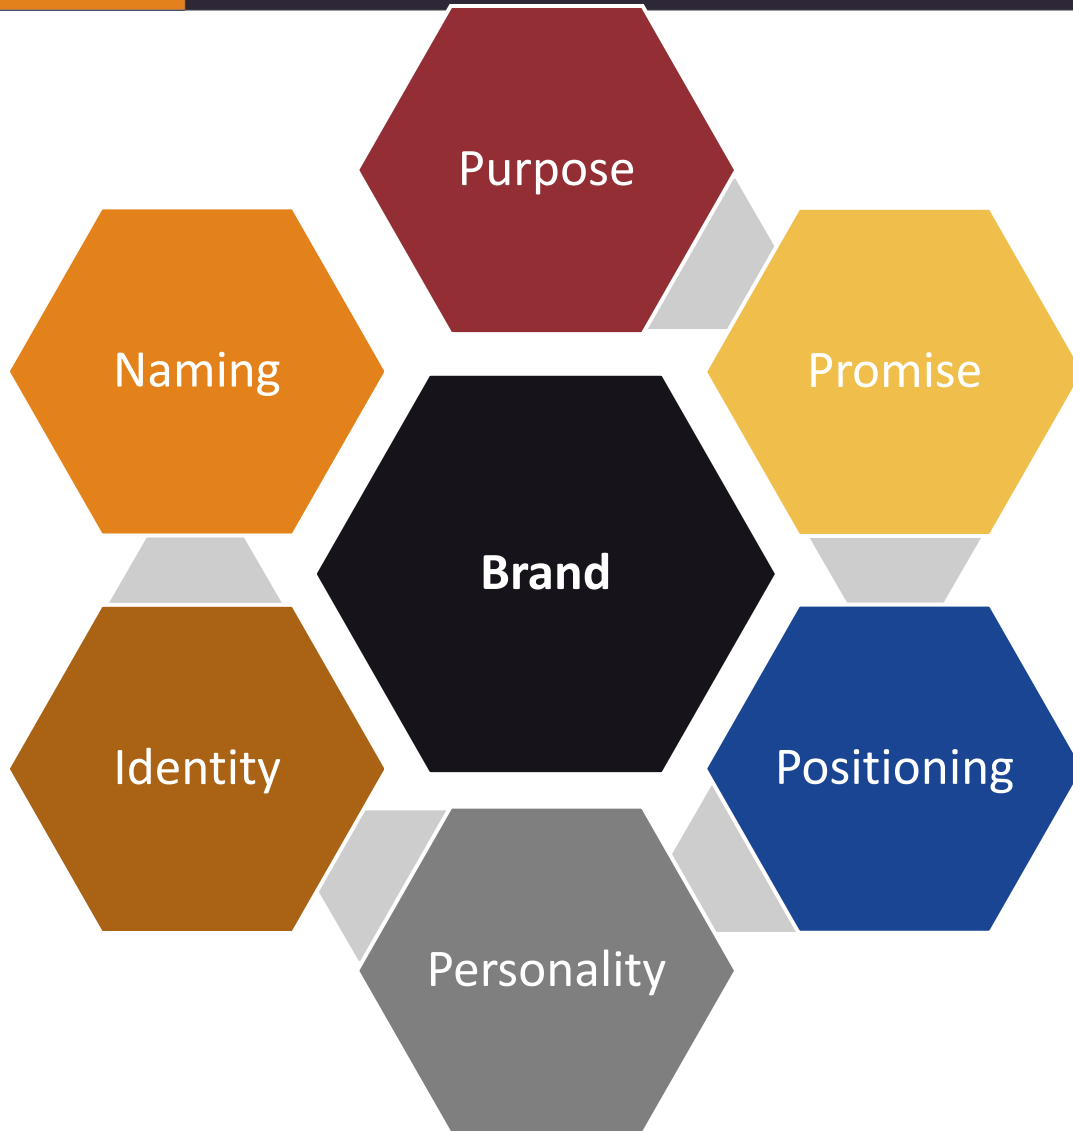 Purpose
Naming
Promise
Brand
Identity
Positioning
Personality